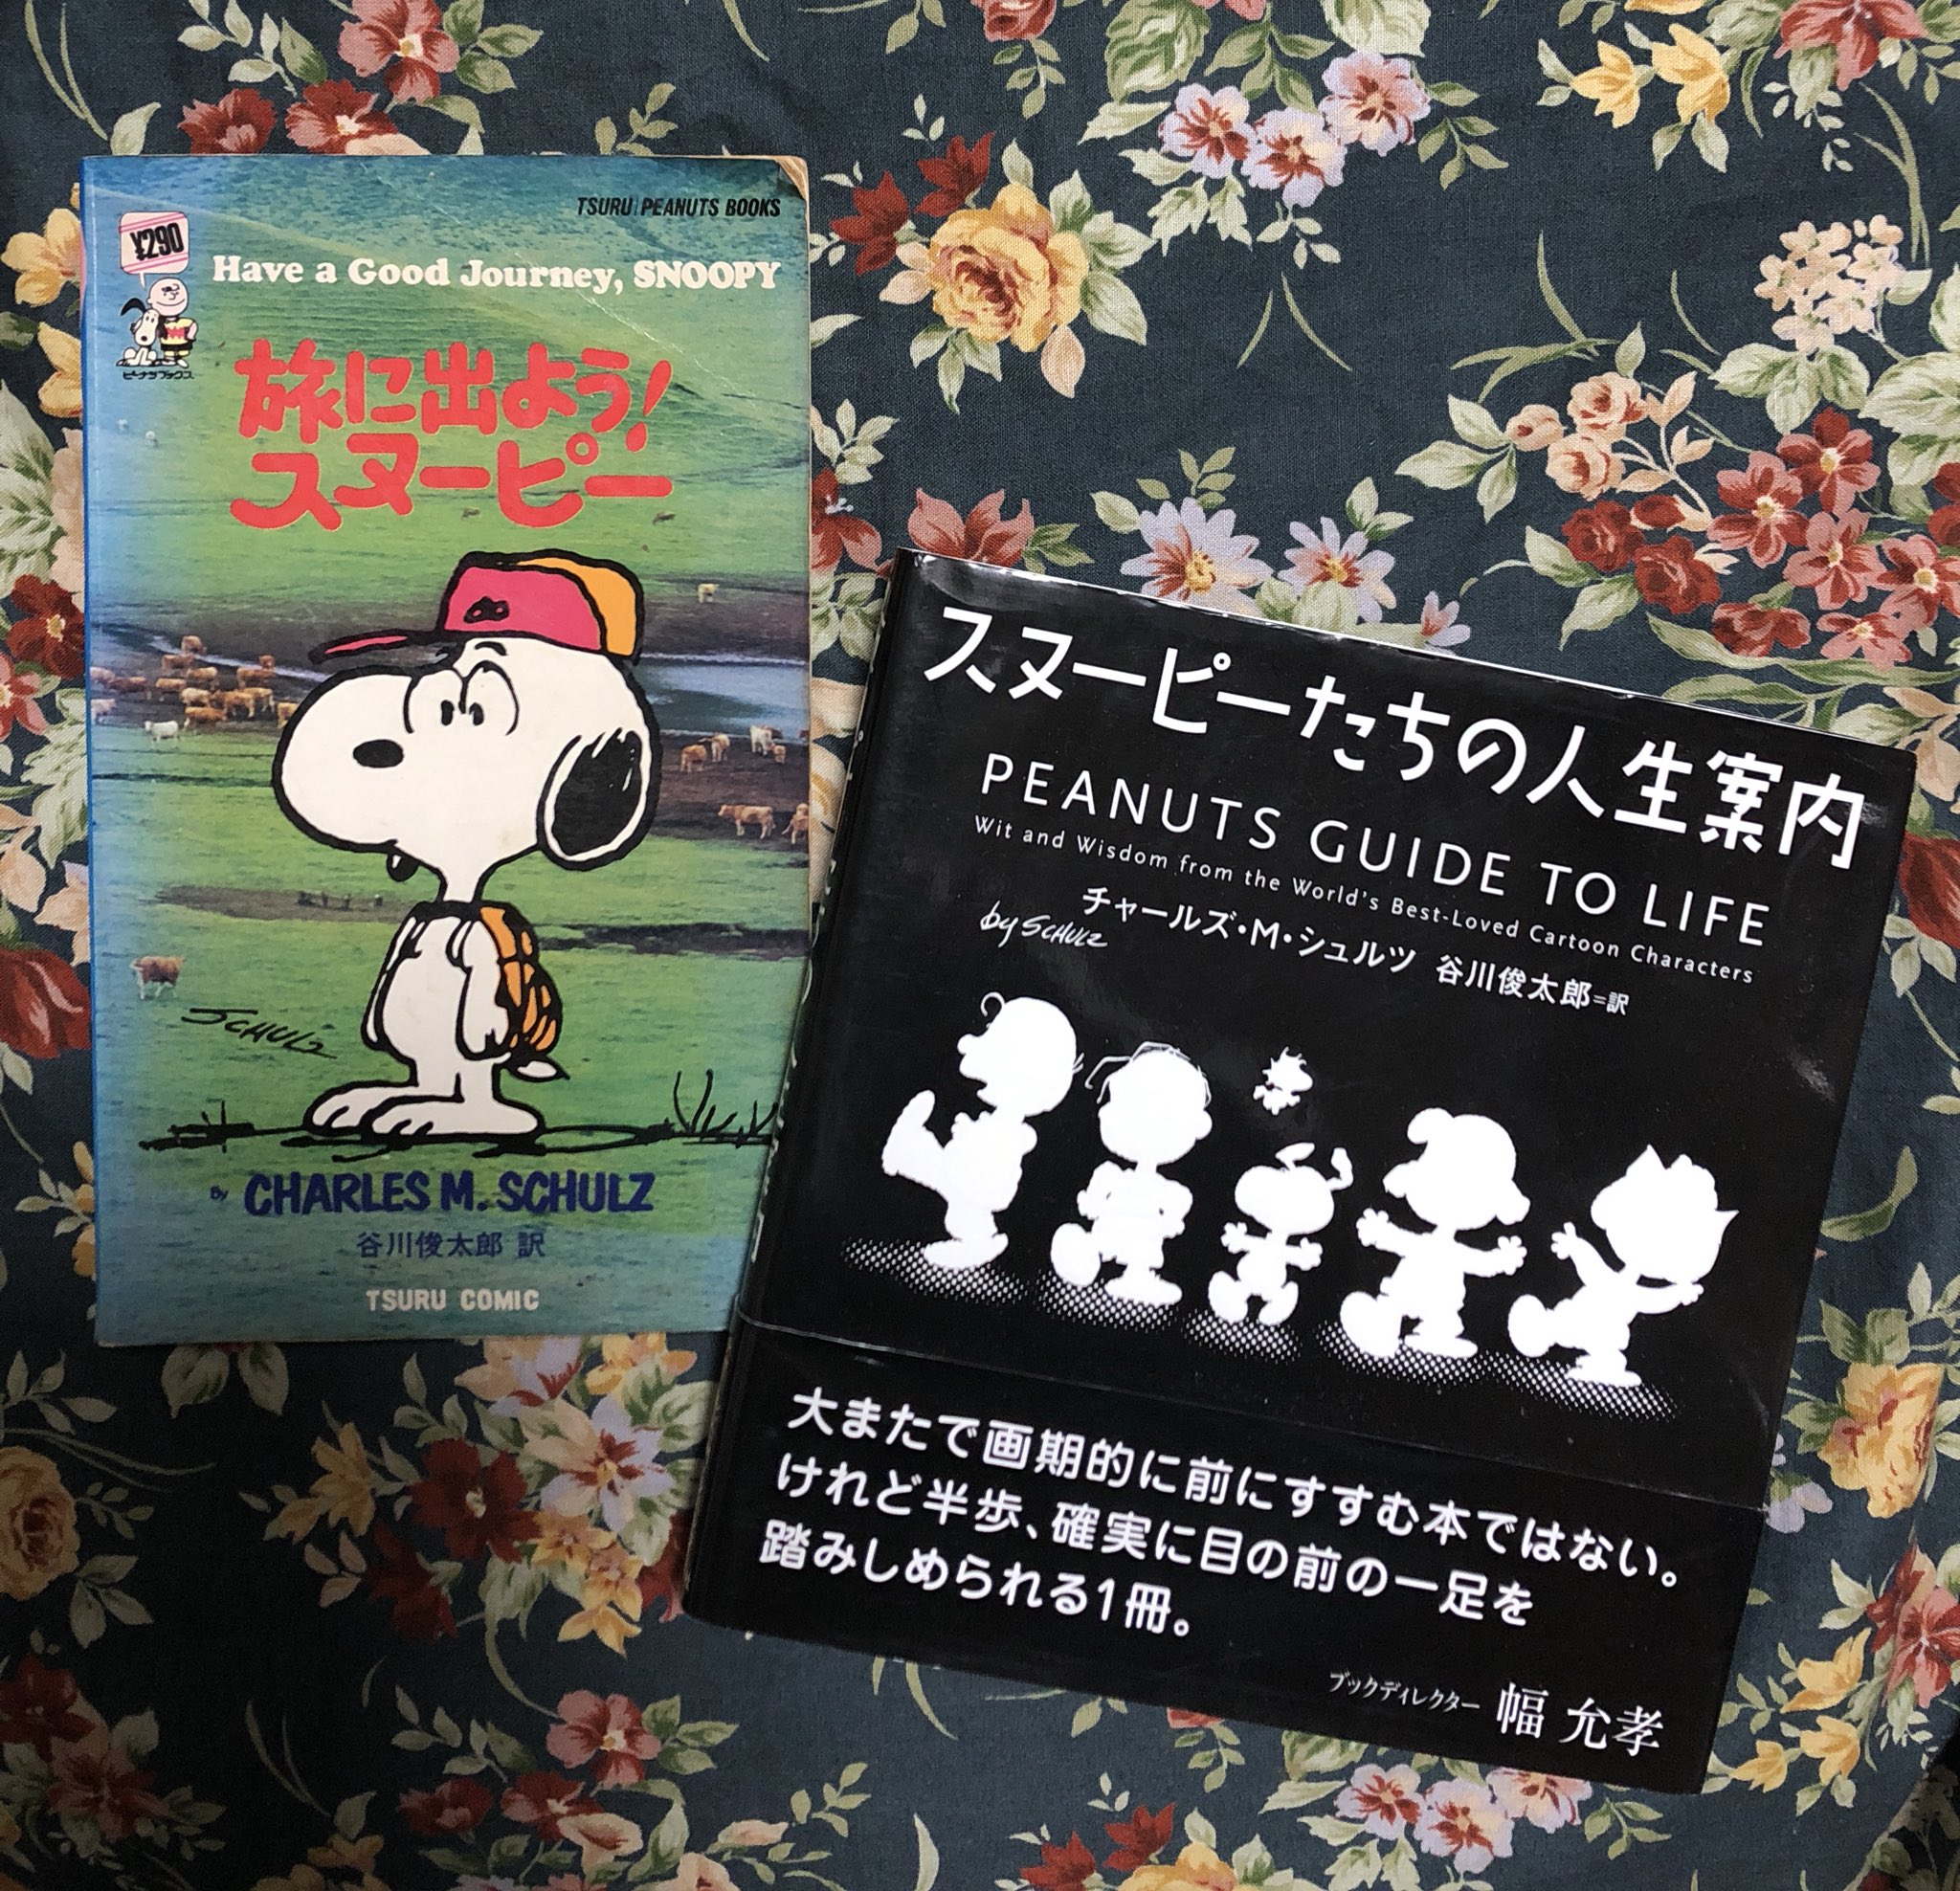 TSURU PEANUTS BOOKS
¥290
Have a Good Journey, SNOOPY
ピーナツブックス
旅に出よう!
スヌーピー
SCHULZ
By CHARLES M. SCHULZ
谷川俊太郎 訳
TSURU COMIC
スヌーピーたちの人生案内
PEANUTS GUIDE TO LIFE
Wit and Wisdom from the World's Best-Loved Cartoon Characters
チャールズ・M・シュルツ 谷川俊太郎=訳
by SCHULZ
大またで画期的に前にすすむ本ではない。
けれど半歩、確実に目の前の一足を
踏みしめられる1冊。
ブックディレクター 幅 允孝